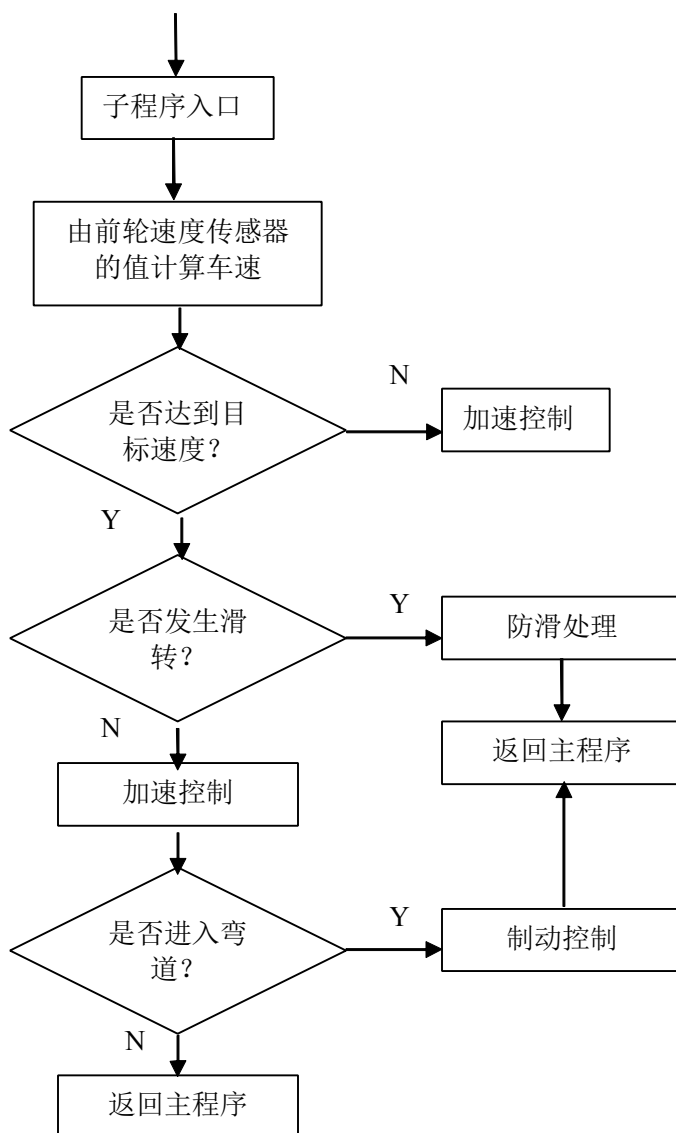 子程序入口
由前轮速度传感器
的值计算车速
是否达到目
标速度？
N
加速控制
Y
是否发生滑
转？
Y
防滑处理
N
返回主程序
加速控制
是否进入弯
道？
Y
制动控制
N
返回主程序